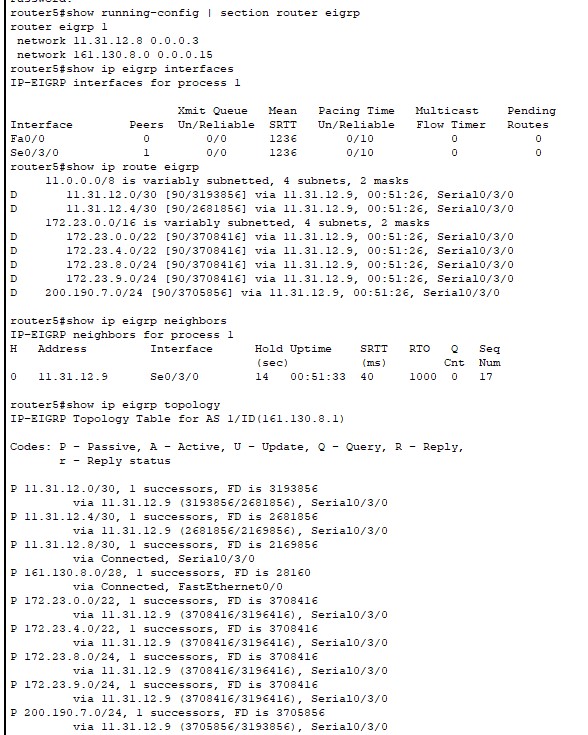 router5#show running-config | section router eigrp
router eigrp 1
network 11.31.12.8 0.0.0.3
network 161.130.8.0 0.0.0.15
router5#show ip eigrp interfaces
IP-EIGRP interfaces for process 1
Xmit Queue Mean Pacing Time Multicast Pending
Interface Peers Un/Reliable SRTT Un/Reliable Flow Timer Routes
Fa0/0 0 0/0 1236 0/10 0 0
Se0/3/0 1 0/0 1236 0/10 0 0
router5#show ip route eigrp
11.0.0.0/8 is variably subnetted, 4 subnets, 2 masks
D 11.31.12.0/30 [90/3193856] via 11.31.12.9, 00:51:26, Serial0/3/0
D 11.31.12.4/30 [90/2681856] via 11.31.12.9, 00:51:26, Serial0/3/0
172.23.0.0/16 is variably subnetted, 4 subnets, 2 masks
D 172.23.0.0/22 [90/3708416] via 11.31.12.9, 00:51:26, Serial0/3/0
D 172.23.4.0/22 [90/3708416] via 11.31.12.9, 00:51:26, Serial0/3/0
D 172.23.8.0/24 [90/3708416] via 11.31.12.9, 00:51:26, Serial0/3/0
D 172.23.9.0/24 [90/3708416] via 11.31.12.9, 00:51:26, Serial0/3/0
D 200.190.7.0/24 [90/3705856] via 11.31.12.9, 00:51:26, Serial0/3/0
router5#show ip eigrp neighbors
IP-EIGRP neighbors for process 1
H Address Interface Hold Uptime SRTT RTO Q Seq
(sec) (ms) Cnt Num
0 11.31.12.9 Se0/3/0 14 00:51:33 40 1000 0 17
router5#show ip eigrp topology
IP-EIGRP Topology Table for AS 1/ID(161.130.8.1)
Codes: P - Passive, A - Active, U - Update, Q - Query, R - Reply,
r - Reply status
P 11.31.12.0/30, 1 successors, FD is 3193856
via 11.31.12.9 (3193856/2681856), Serial0/3/0
P 11.31.12.4/30, 1 successors, FD is 2681856
via 11.31.12.9 (2681856/2169856), Serial0/3/0
P 11.31.12.8/30, 1 successors, FD is 2169856
via Connected, Serial0/3/0
P 161.130.8.0/28, 1 successors, FD is 28160
via Connected, FastEthernet0/0
P 172.23.0.0/22, 1 successors, FD is 3708416
via 11.31.12.9 (3708416/3196416), Serial0/3/0
P 172.23.4.0/22, 1 successors, FD is 3708416
via 11.31.12.9 (3708416/3196416), Serial0/3/0
P 172.23.8.0/24, 1 successors, FD is 3708416
via 11.31.12.9 (3708416/3196416), Serial0/3/0
P 172.23.9.0/24, 1 successors, FD is 3708416
via 11.31.12.9 (3708416/3196416), Serial0/3/0
P 200.190.7.0/24, 1 successors, FD is 3705856
via 11.31.12.9 (3705856/3193856), Serial0/3/0